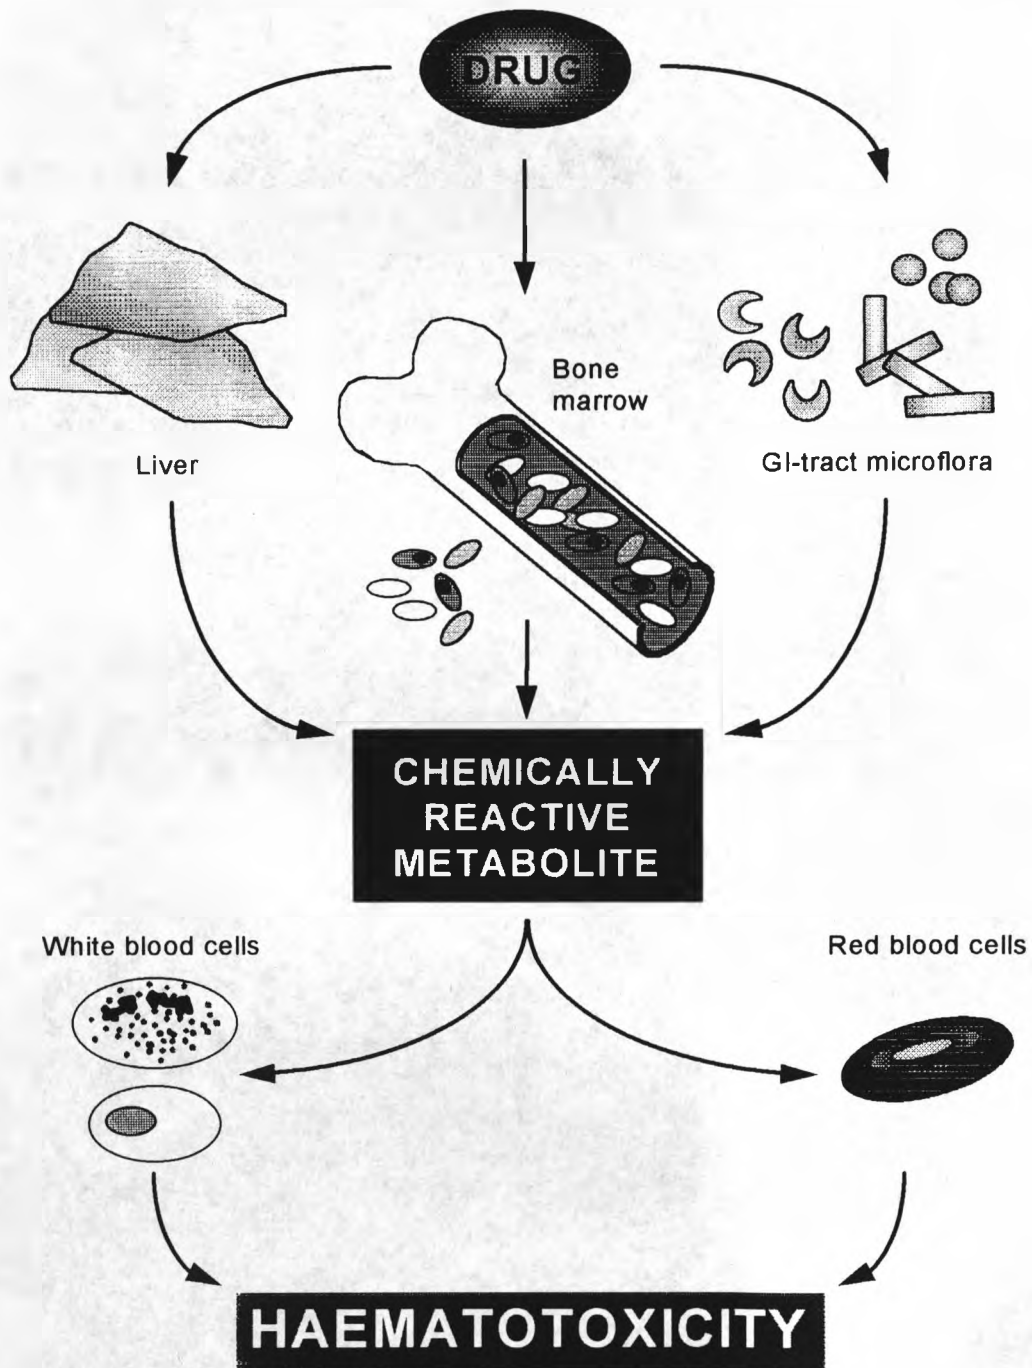 DRUG
Bone
marrow
Liver
GI-tract microflora
CHEMICALLY
REACTIVE
METABOLITE
White blood cells
Red blood cells
HAEMATOTOXICITY